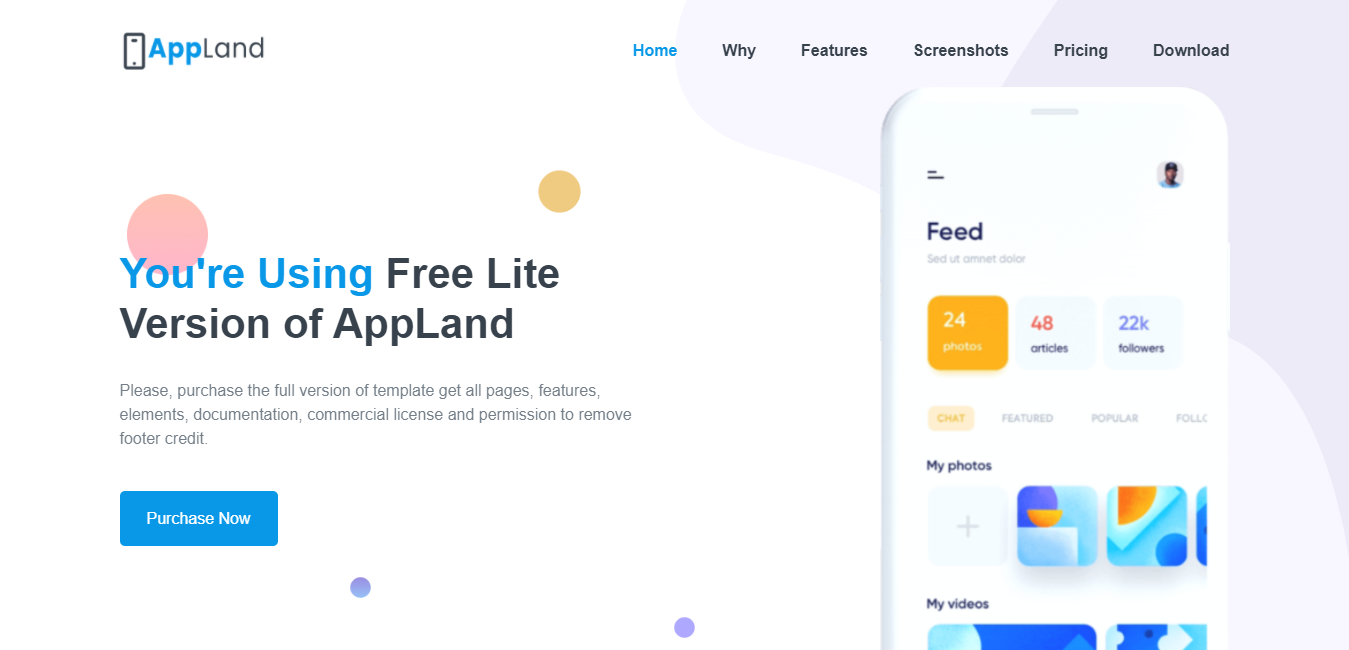 AppLand
Home Why Features Screenshots Pricing Download
You're Using Free Lite
Version of AppLand
Please, purchase the full version of template get all pages, features,
elements, documentation, commercial license and permission to remove
footer credit.
Purchase Now
Feed
Sed ut amnet dolor
24 48 22k
photos articles followers
CHAT FEATURED POPULAR FOLLO
My photos
My videos